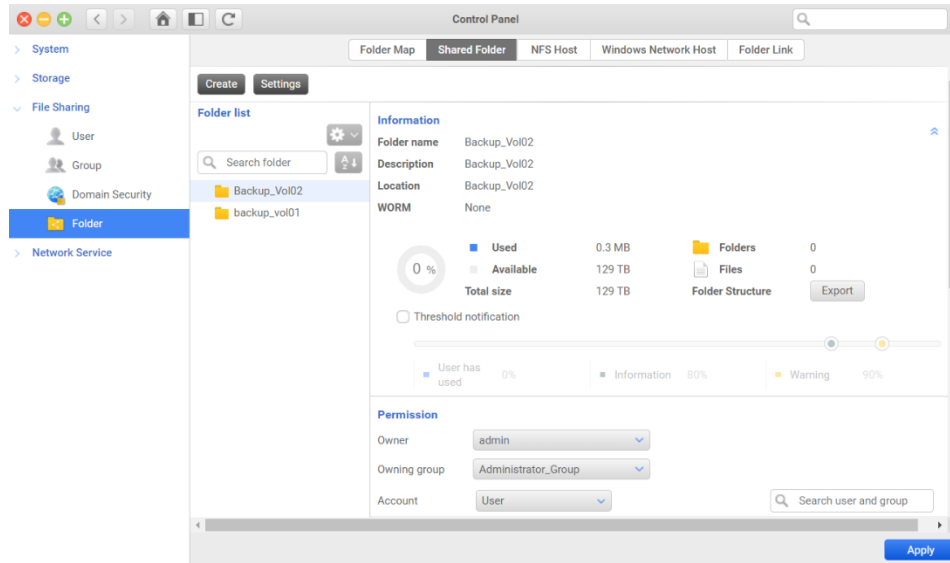 Control Panel
System
Storage
File Sharing
User
Group
Domain Security
Folder
Network Service
Folder Map Shared Folder NFS Host Windows Network Host Folder Link
Create Settings
Folder list
Search folder
A Z
Backup_Vol02
backup_vol01
Information
Folder name Backup_Vol02
Description Backup_Vol02
Location Backup_Vol02
WORM None
0 %
Used 0.3 MB Folders 0
Available 129 TB Files 0
Total size 129 TB Folder Structure Export
Threshold notification
User has used 0% Information 80% Warning 90%
Permission
Owner admin
Owning group Administrator_Group
Account User Search user and group
Apply